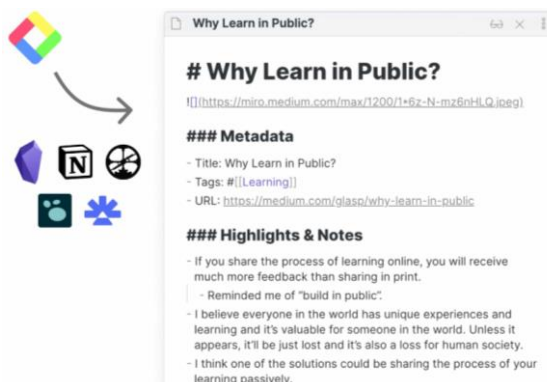 Why Learn in Public?
# Why Learn in Public?
![](https://miro.medium.com/max/1200/1*6z-N-mz6nHLQ.jpeg)
### Metadata
- Title: Why Learn in Public?
- Tags: #[[Learning]]
- URL: https://medium.com/glasp/why-learn-in-public
### Highlights & Notes
- If you share the process of learning online, you will receive
much more feedback than sharing in print.
- Reminded me of "build in public".
- I believe everyone in the world has unique experiences and
learning and it's valuable for someone in the world. Unless it
appears, it'll be just lost and it's also a loss for human society.
- I think one of the solutions could be sharing the process of your
learning passively.
N